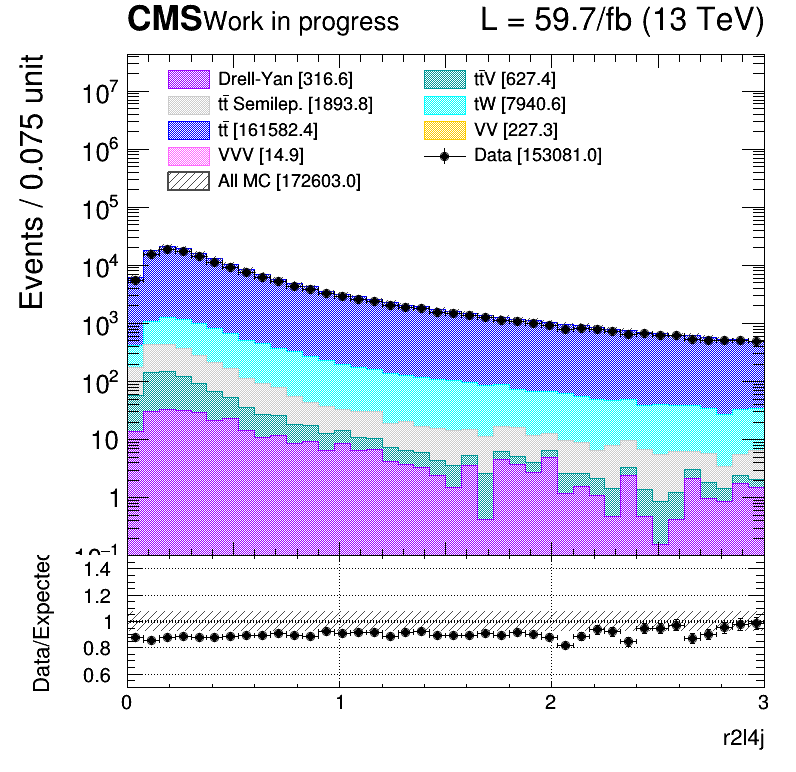 CMS Work in progress L = 59.7/fb (13 TeV)
Events / 0.075 unit
10⁷
10⁶
10⁵
10⁴
10³
10²
10
1
10⁻¹
Drell-Yan [316.6]
tt̄ Semilep. [1893.8]
tt̄ [161582.4]
VVV [14.9]
All MC [172603.0]
tt̄V [627.4]
tW [7940.6]
VV [227.3]
Data [153081.0]
Data/Expected
1.4
1.2
1
0.8
0.6
0 1 2 3
r2l4j